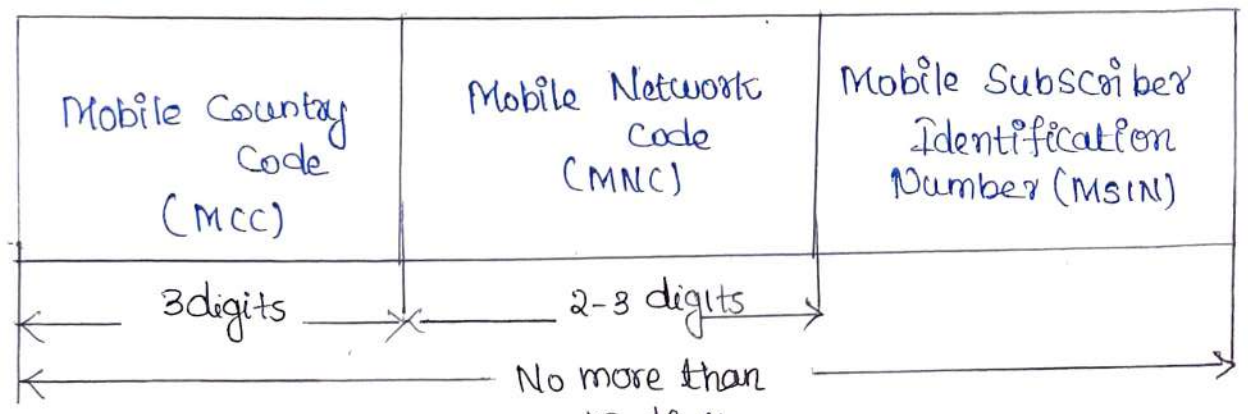 Mobile Country
Code
(MCC)
Mobile Network
Code
(MNC)
Mobile Subscriber
Identification
Number (MSIN)
3digits
2-3 digits
No more than